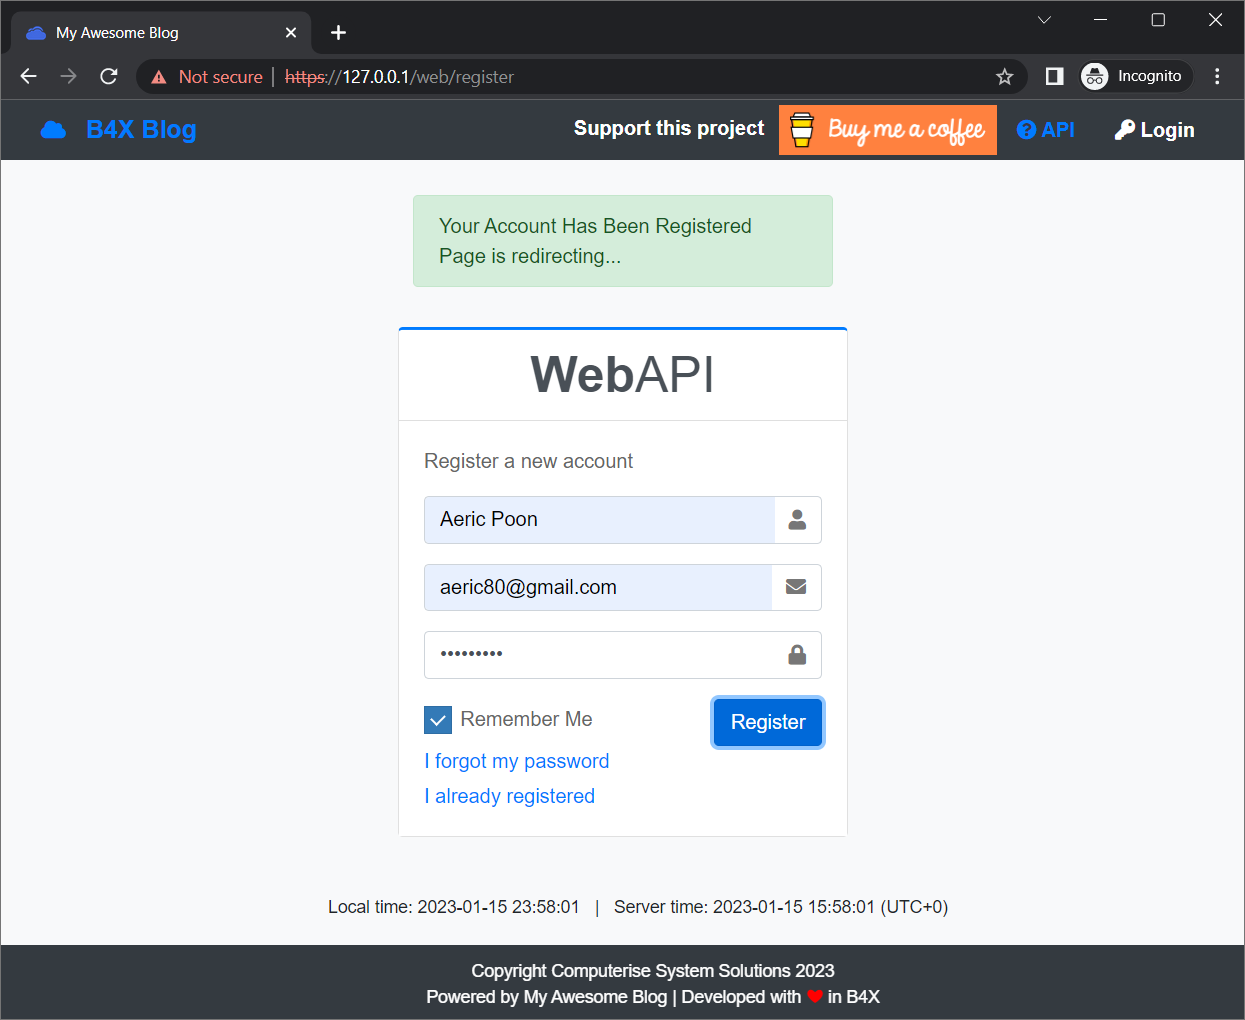 My Awesome Blog
Not secure https://127.0.0.1/web/register Incognito
B4X Blog Support this project Buy me a coffee API Login
Your Account Has Been Registered
Page is redirecting...
WebAPI
Register a new account
Aeric Poon
aeric80@gmail.com
•••••••••
Remember Me Register
I forgot my password
I already registered
Local time: 2023-01-15 23:58:01 | Server time: 2023-01-15 15:58:01 (UTC+0)
Copyright Computerise System Solutions 2023
Powered by My Awesome Blog | Developed with ❤ in B4X